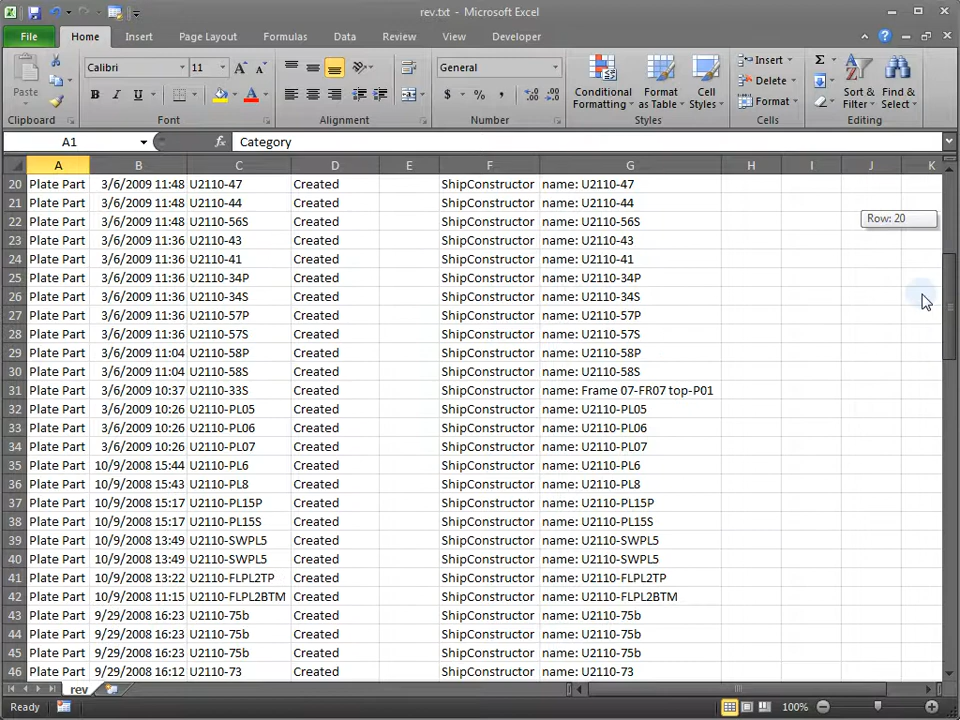 rev.txt - Microsoft Excel
File Home Insert Page Layout Formulas Data Review View Developer
Calibri 11 General Insert
Delete
Format
Paste Conditional Formatting Format as Table Cell Styles Sort & Filter Find & Select
Clipboard Font Alignment Number Styles Cells Editing
A1 fx Category
A B C D E F G H I J K
20 Plate Part 3/6/2009 11:48 U2110-47 Created ShipConstructor name: U2110-47
21 Plate Part 3/6/2009 11:48 U2110-44 Created ShipConstructor name: U2110-44
Row: 20
22 Plate Part 3/6/2009 11:48 U2110-56S Created ShipConstructor name: U2110-56S
23 Plate Part 3/6/2009 11:36 U2110-43 Created ShipConstructor name: U2110-43
24 Plate Part 3/6/2009 11:36 U2110-41 Created ShipConstructor name: U2110-41
25 Plate Part 3/6/2009 11:36 U2110-34P Created ShipConstructor name: U2110-34P
26 Plate Part 3/6/2009 11:36 U2110-34S Created ShipConstructor name: U2110-34S
27 Plate Part 3/6/2009 11:36 U2110-57P Created ShipConstructor name: U2110-57P
28 Plate Part 3/6/2009 11:36 U2110-57S Created ShipConstructor name: U2110-57S
29 Plate Part 3/6/2009 11:04 U2110-58P Created ShipConstructor name: U2110-58P
30 Plate Part 3/6/2009 11:04 U2110-58S Created ShipConstructor name: U2110-58S
31 Plate Part 3/6/2009 10:37 U2110-33S Created ShipConstructor name: Frame 07-FR07 top-P01
32 Plate Part 3/6/2009 10:26 U2110-PL05 Created ShipConstructor name: U2110-PL05
33 Plate Part 3/6/2009 10:26 U2110-PL06 Created ShipConstructor name: U2110-PL06
34 Plate Part 3/6/2009 10:26 U2110-PL07 Created ShipConstructor name: U2110-PL07
35 Plate Part 10/9/2008 15:44 U2110-PL6 Created ShipConstructor name: U2110-PL6
36 Plate Part 10/9/2008 15:43 U2110-PL8 Created ShipConstructor name: U2110-PL8
37 Plate Part 10/9/2008 15:17 U2110-PL15P Created ShipConstructor name: U2110-PL15P
38 Plate Part 10/9/2008 15:17 U2110-PL15S Created ShipConstructor name: U2110-PL15S
39 Plate Part 10/9/2008 13:49 U2110-SWPL5 Created ShipConstructor name: U2110-SWPL5
40 Plate Part 10/9/2008 13:49 U2110-SWPL5 Created ShipConstructor name: U2110-SWPL5
41 Plate Part 10/9/2008 13:22 U2110-FLPL2TP Created ShipConstructor name: U2110-FLPL2TP
42 Plate Part 10/9/2008 11:15 U2110-FLPL2BTM Created ShipConstructor name: U2110-FLPL2BTM
43 Plate Part 9/29/2008 16:23 U2110-75b Created ShipConstructor name: U2110-75b
44 Plate Part 9/29/2008 16:23 U2110-75b Created ShipConstructor name: U2110-75b
45 Plate Part 9/29/2008 16:23 U2110-75b Created ShipConstructor name: U2110-75b
46 Plate Part 9/29/2008 16:12 U2110-73 Created ShipConstructor name: U2110-73
rev
Ready 100%